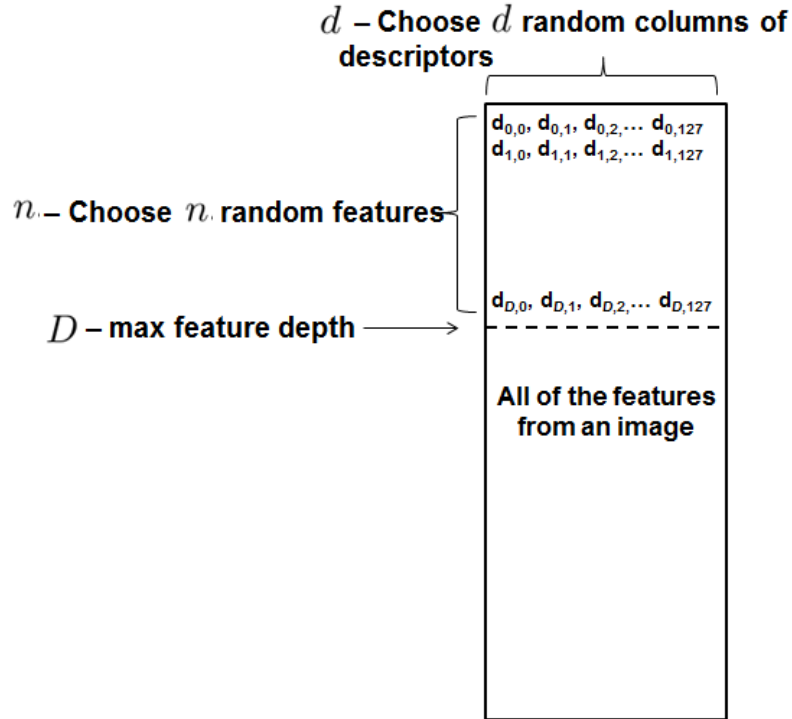 d – Choose d random columns of
descriptors
d0,0, d0,1, d0,2,... d0,127
d1,0, d1,1, d1,2,... d1,127
n. – Choose n. random features
dD,0, dD,1, dD,2,... dD,127
D – max feature depth
All of the features
from an image